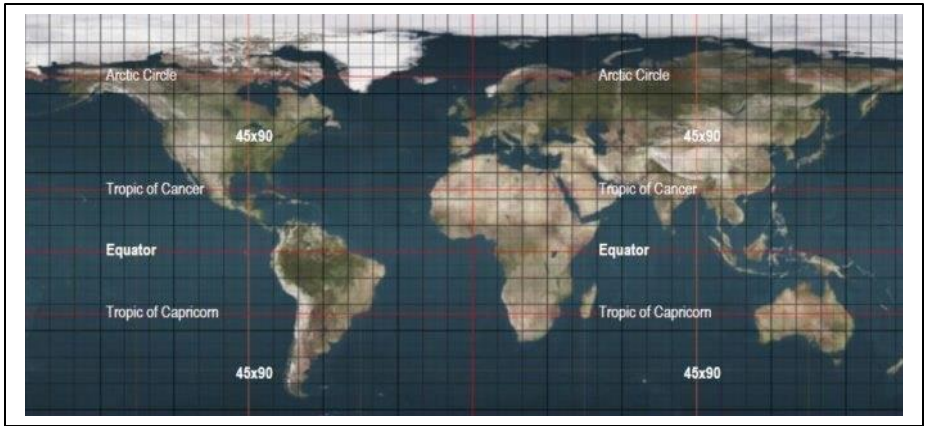 Arctic Circle Arctic Circle
45x90 45x90
Tropic of Cancer Tropic of Cancer
Equator Equator
Tropic of Capricorn Tropic of Capricorn
45x90 45x90